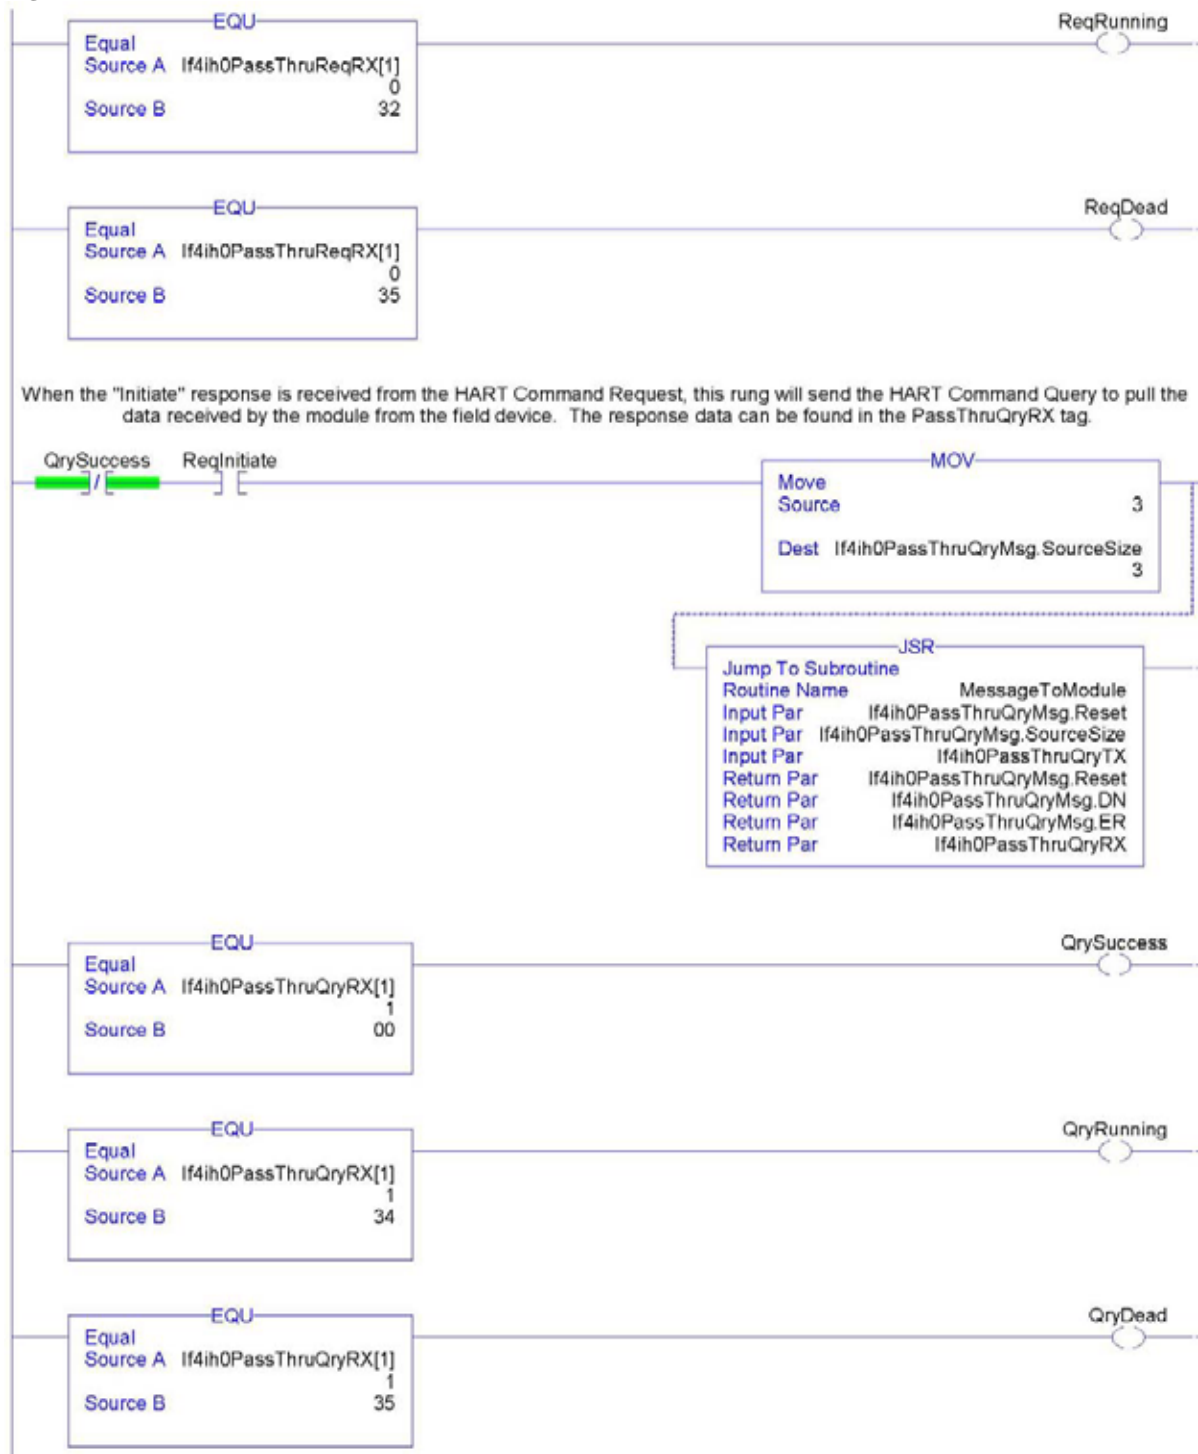 EQU
ReqRunning
Equal
Source A If4ih0PassThruReqRX[1]
0
Source B 32
EQU
ReqDead
Equal
Source A If4ih0PassThruReqRX[1]
0
Source B 35
When the "Initiate" response is received from the HART Command Request, this rung will send the HART Command Query to pull the
data received by the module from the field device. The response data can be found in the PassThruQryRX tag.
QrySuccess ReqInitiate
MOV
Move
Source 3
Dest If4ih0PassThruQryMsg.SourceSize
3
JSR
Jump To Subroutine
Routine Name MessageToModule
Input Par If4ih0PassThruQryMsg.Reset
Input Par If4ih0PassThruQryMsg.SourceSize
Input Par If4ih0PassThruQryTX
Return Par If4ih0PassThruQryMsg.Reset
Return Par If4ih0PassThruQryMsg.DN
Return Par If4ih0PassThruQryMsg.ER
Return Par If4ih0PassThruQryRX
EQU
QrySuccess
Equal
Source A If4ih0PassThruQryRX[1]
1
Source B 00
EQU
QryRunning
Equal
Source A If4ih0PassThruQryRX[1]
1
Source B 34
EQU
QryDead
Equal
Source A If4ih0PassThruQryRX[1]
1
Source B 35